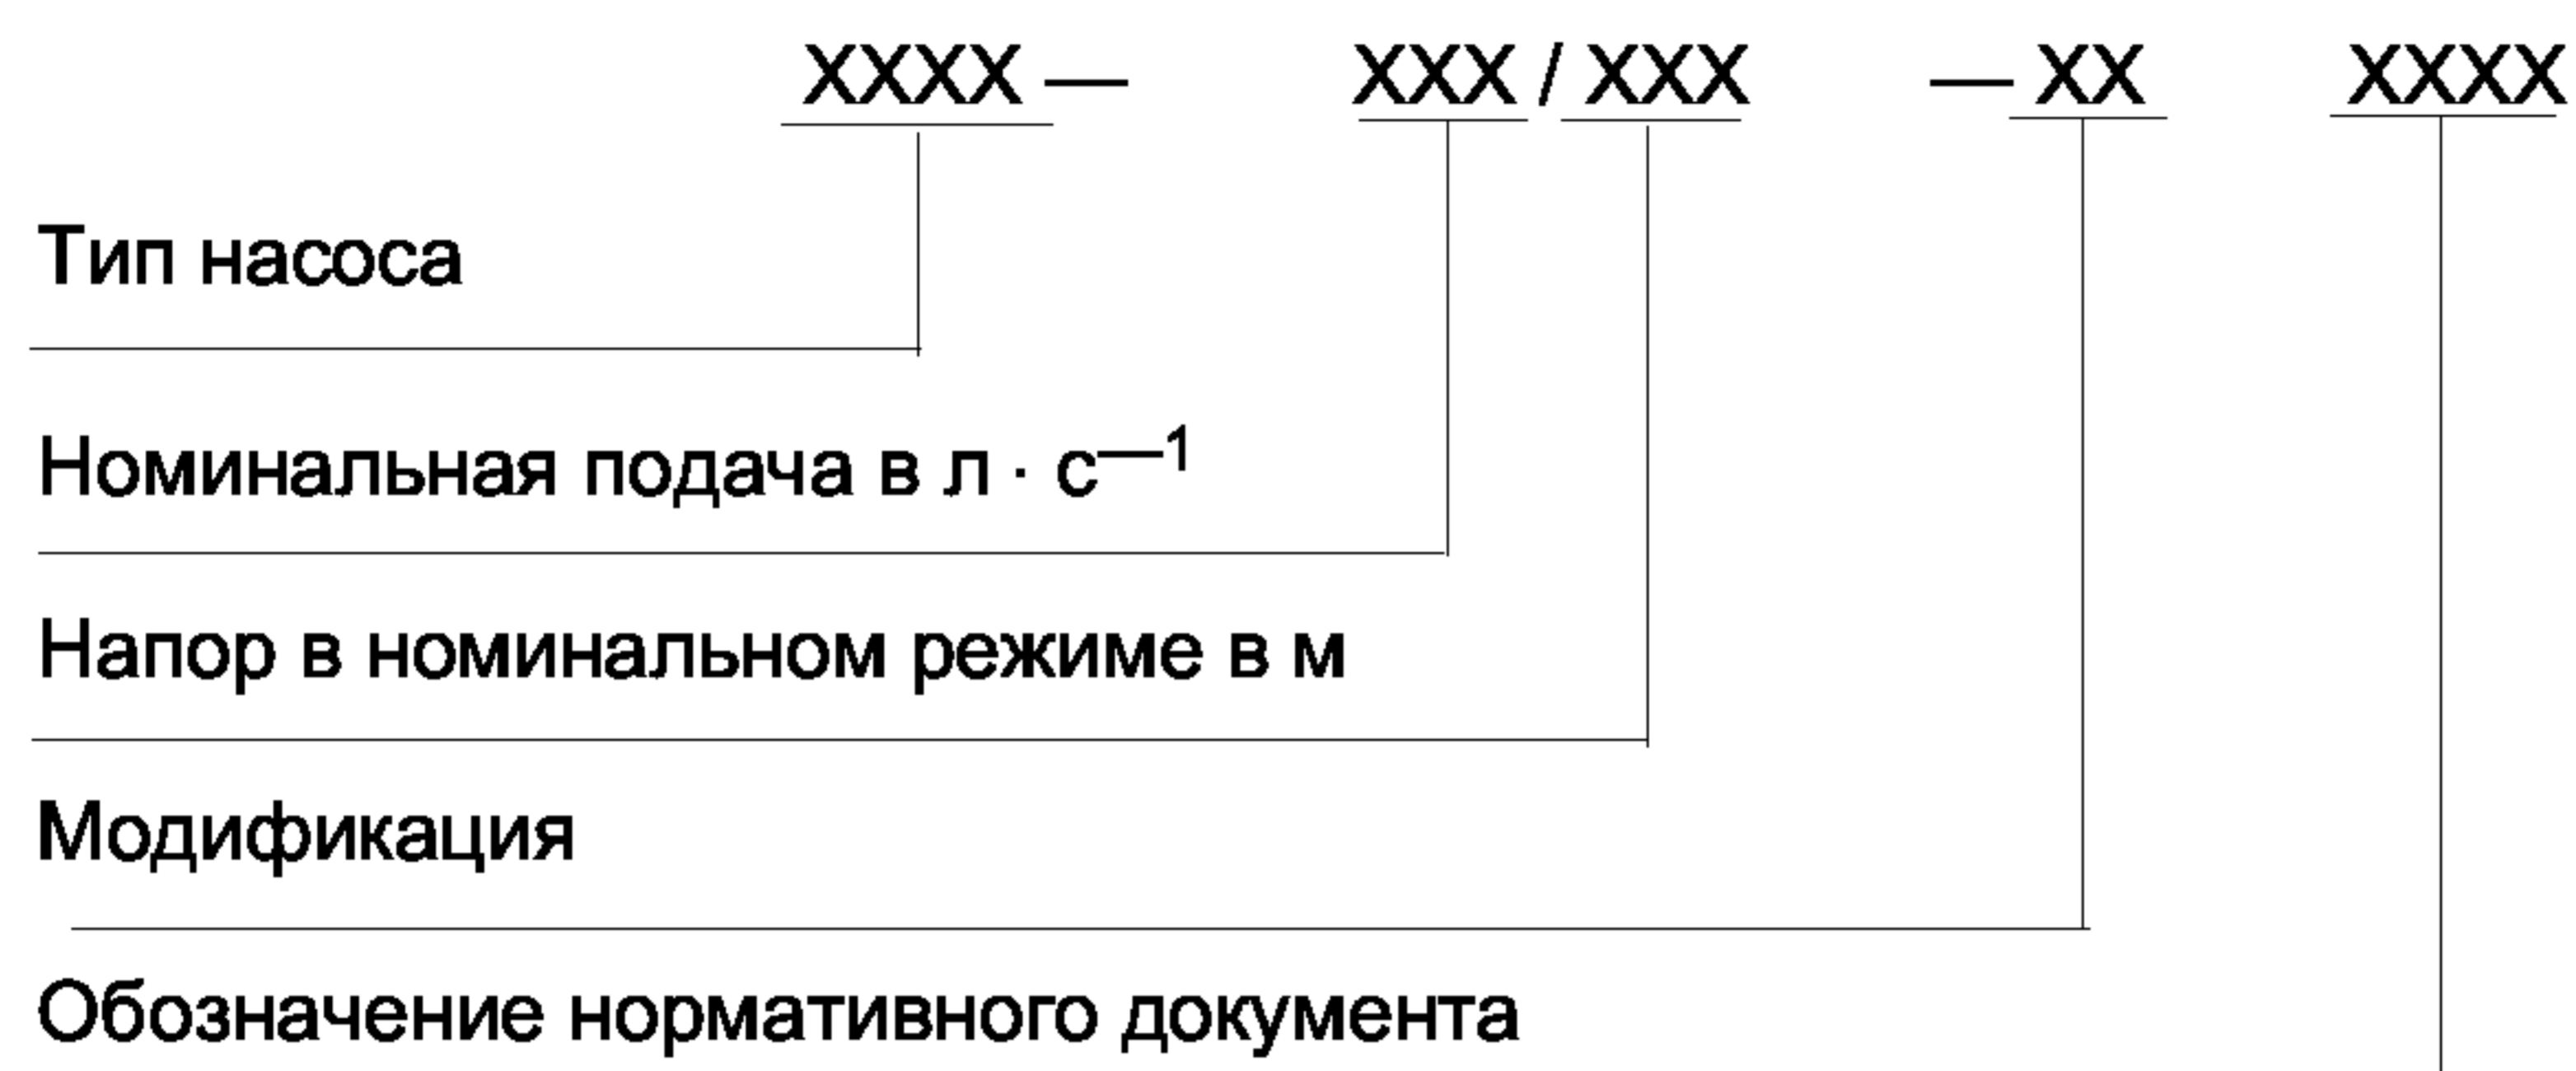 XXXX — XXX / XXX — XX XXXX
Тип насоса
Номинальная подача в л · с—1
Напор в номинальном режиме в м
Модификация
Обозначение нормативного документа